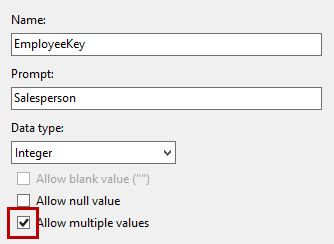 Name:
EmployeeKey
Prompt:
Salesperson
Data type:
Integer
Allow blank value ("")
Allow null value
Allow multiple values